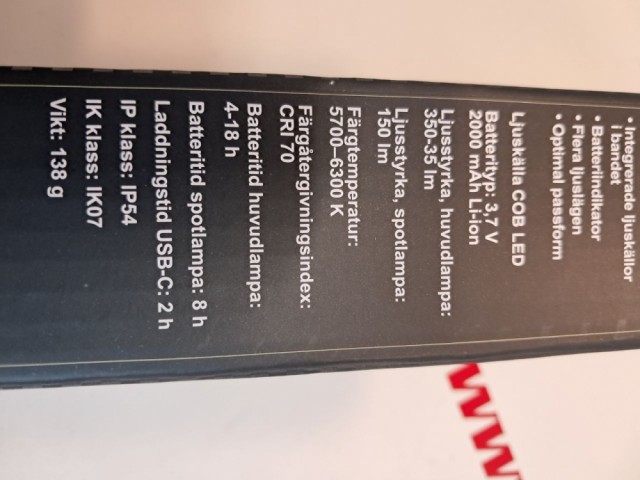 • Integrerade ljuskällor
i bandet
• Batteriindikator
• Flera ljuslägen
• Optimal passform
Ljuskälla COB LED
Batterityp: 3,7 V
2000 mAh Li-ion
Ljusstyrka, huvudlampa:
350-35 lm
Ljusstyrka, spotlampa:
150 lm
Färgtemperatur:
5700–6300 K
Färgåtergivningsindex:
CRI 70
Batteritid huvudlampa:
4-18 h
Batteritid spotlampa: 8 h
Laddningstid USB-C: 2 h
IP klass: IP54
IK klass: IK07
Vikt: 138 g
ww